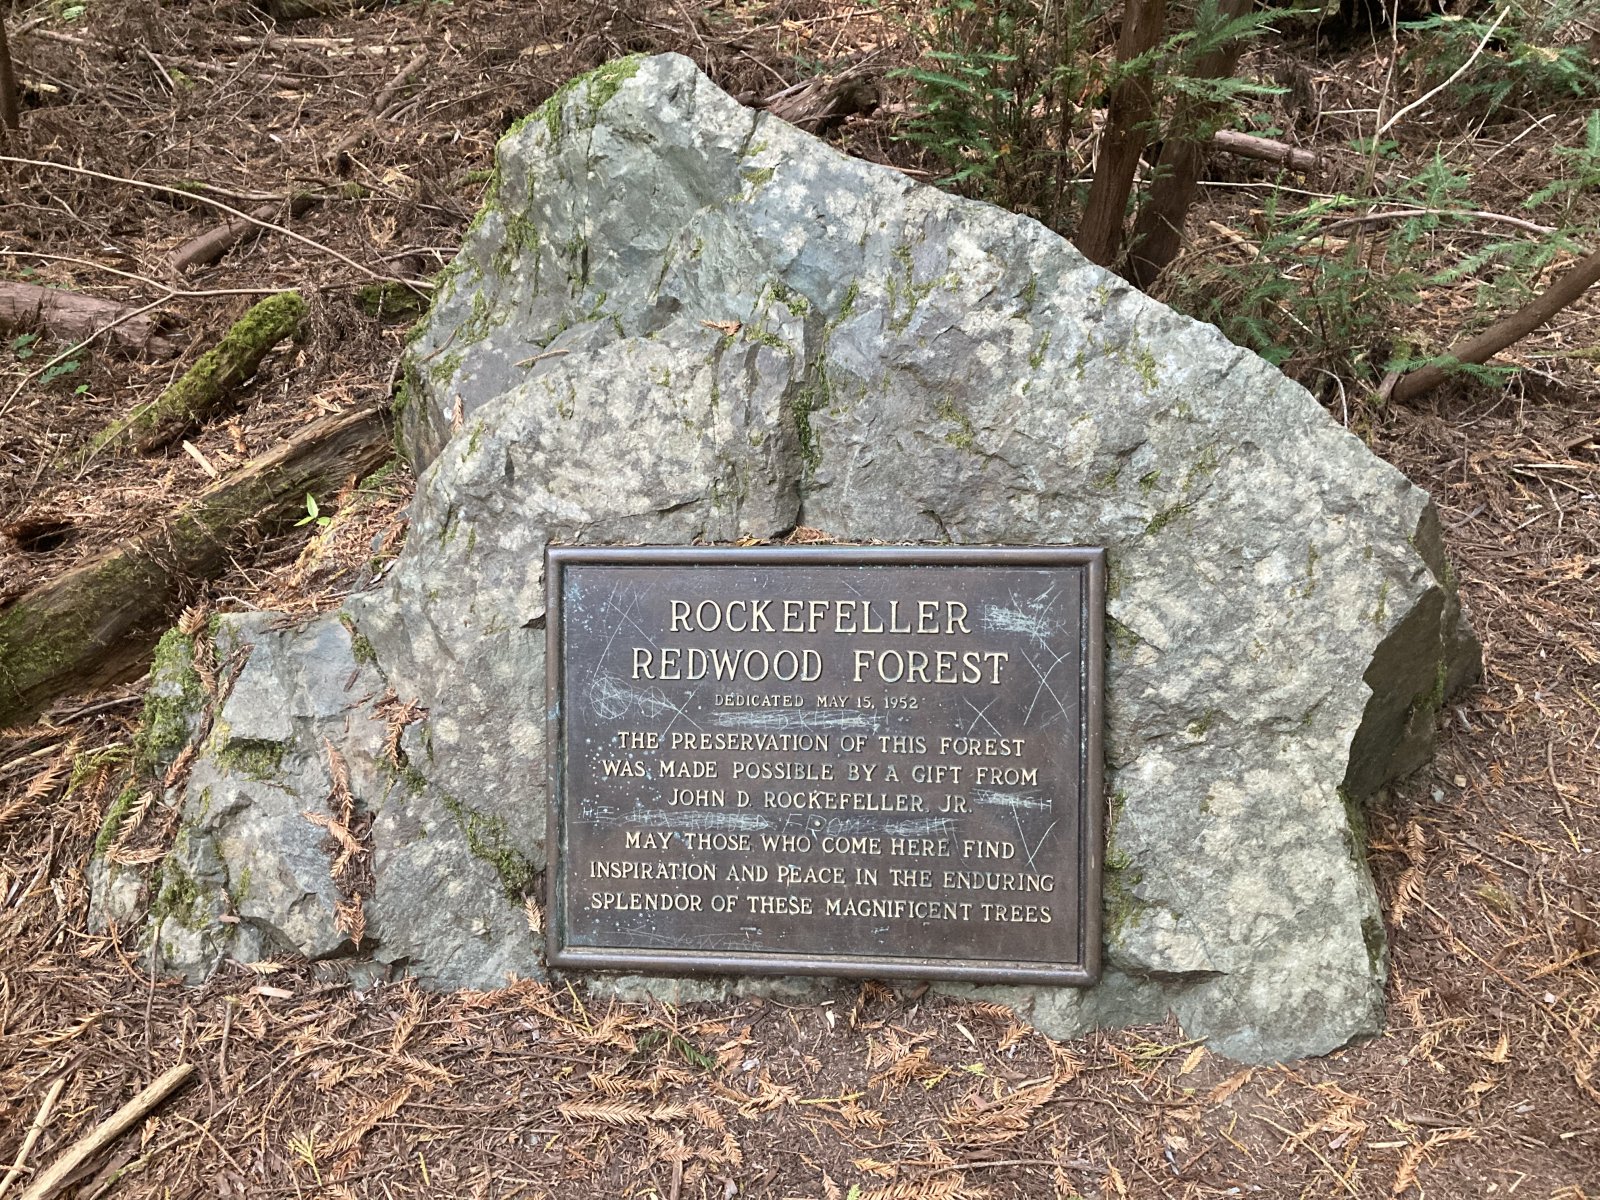 ROCKEFELLER
REDWOOD FOREST
DEDICATED MAY 15, 1952
THE PRESERVATION OF THIS FOREST
WAS MADE POSSIBLE BY A GIFT FROM
JOHN D. ROCKEFELLER, JR.
MAY THOSE WHO COME HERE FIND
INSPIRATION AND PEACE IN THE ENDURING
SPLENDOR OF THESE MAGNIFICENT TREES